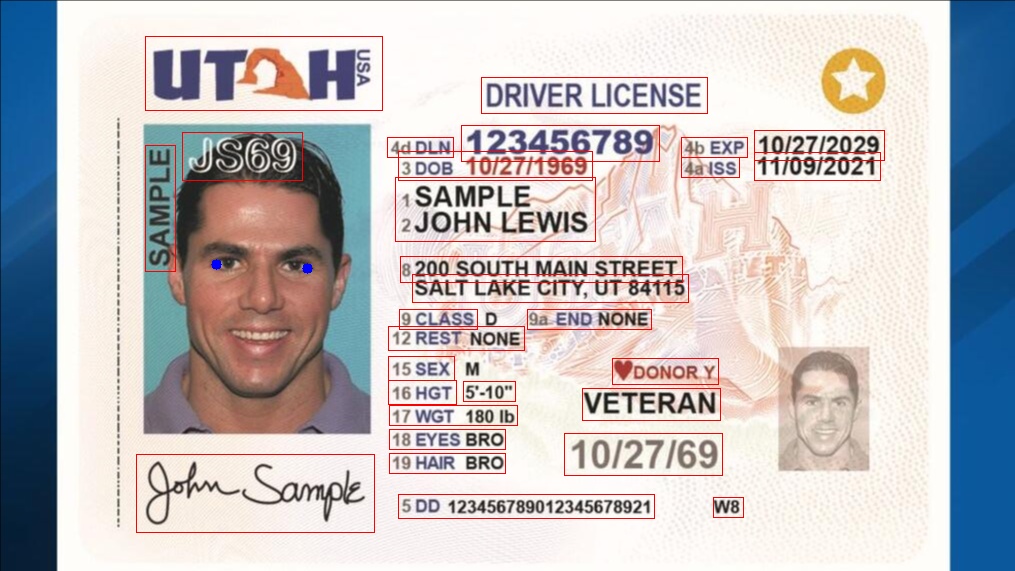 UTAH USA
DRIVER LICENSE
JS69
SAMPLE
4d DLN 123456789 4b EXP 10/27/2029
3 DOB 10/27/1969 4a ISS 11/09/2021
1 SAMPLE
2 JOHN LEWIS
8 200 SOUTH MAIN STREET
SALT LAKE CITY, UT 84115
9 CLASS D 9a END NONE
12 REST NONE
15 SEX M ♥DONOR Y
16 HGT 5'-10"
17 WGT 180 lb VETERAN
18 EYES BRO
19 HAIR BRO 10/27/69
John Sample
5 DD 123456789012345678921 W8